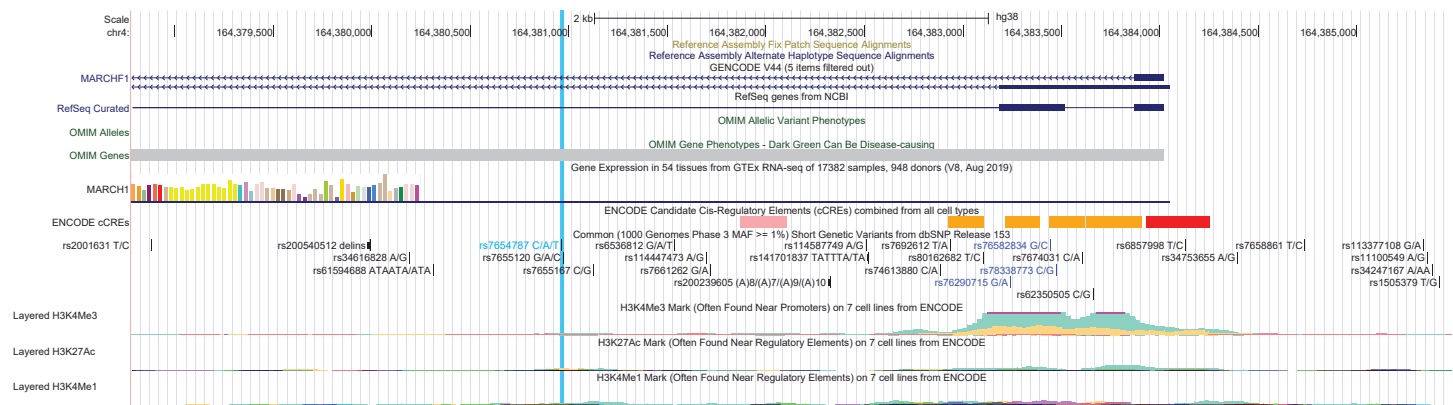 Scale 2 kb hg38
chr4: 164,379,500 164,380,000 164,380,500 164,381,000 164,381,500 164,382,000 164,382,500 164,383,000 164,383,500 164,384,000 164,384,500 164,385,000
Reference Assembly Fix Patch Sequence Alignments
Reference Assembly Alternate Haplotype Sequence Alignments
GENCODE V44 (5 items filtered out)
MARCHF1
RefSeq genes from NCBI
RefSeq Curated
OMIM Allelic Variant Phenotypes
OMIM Alleles
OMIM Gene Phenotypes - Dark Green Can Be Disease-causing
OMIM Genes
Gene Expression in 54 tissues from GTEx RNA-seq of 17382 samples, 948 donors (V8, Aug 2019)
MARCH1
ENCODE Candidate Cis-Regulatory Elements (cCREs) combined from all cell types
ENCODE cCREs
Common (1000 Genomes Phase 3 MAF >= 1%) Short Genetic Variants from dbSNP Release 153
rs2001631 T/C rs200540512 delins rs7654787 C/A/T rs6536812 G/A/T rs114587749 A/G rs7692612 T/A rs76582834 G/C rs6857998 T/C rs7658861 T/C rs113377108 G/A
rs34616828 A/G rs7655120 G/A/C rs114447473 A/G rs141701837 TATTTA/TA rs80162682 T/C rs7674031 C/A rs34753655 A/G rs11100549 A/G
rs61594688 ATAATA/ATA rs7655167 C/G rs7661262 G/A rs74613880 C/A rs78338773 C/G rs34247167 A/AA
rs200239605 (A)8/(A)7/(A)9/(A)10 rs76290715 G/A rs1505379 T/G
rs62350505 C/G
H3K4Me3 Mark (Often Found Near Promoters) on 7 cell lines from ENCODE
Layered H3K4Me3
H3K27Ac Mark (Often Found Near Regulatory Elements) on 7 cell lines from ENCODE
Layered H3K27Ac
H3K4Me1 Mark (Often Found Near Regulatory Elements) on 7 cell lines from ENCODE
Layered H3K4Me1